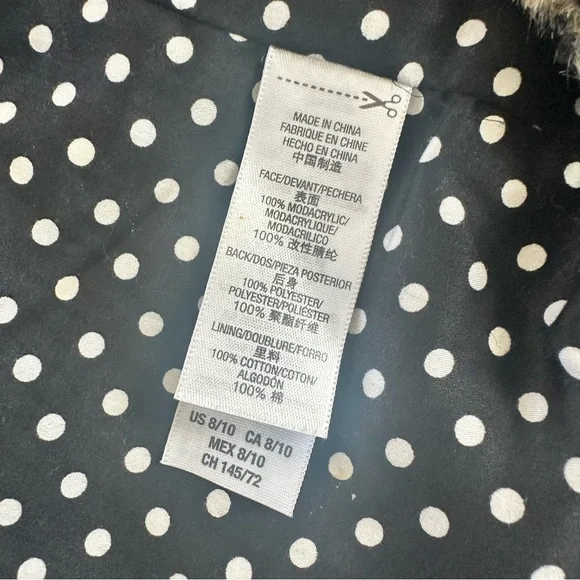 MADE IN CHINA
FABRIQUE EN CHINE
HECHO EN CHINA
中国制造
FACE/DEVANT/PECHERA
表面
100% MODACRYLIC/
MODACRYLIQUE/
MODACRILICO
100% 改性腈纶
BACK/DOS/PIEZA POSTERIOR
后身
100% POLYESTER/
POLYESTER/POLIÉSTER
100% 聚酯纤维
LINING/DOUBLURE/FORRO
里料
100% COTTON/COTON/
ALGODÓN
100% 棉
US 8/10 CA 8/10
MEX 8/10
CH 145/72